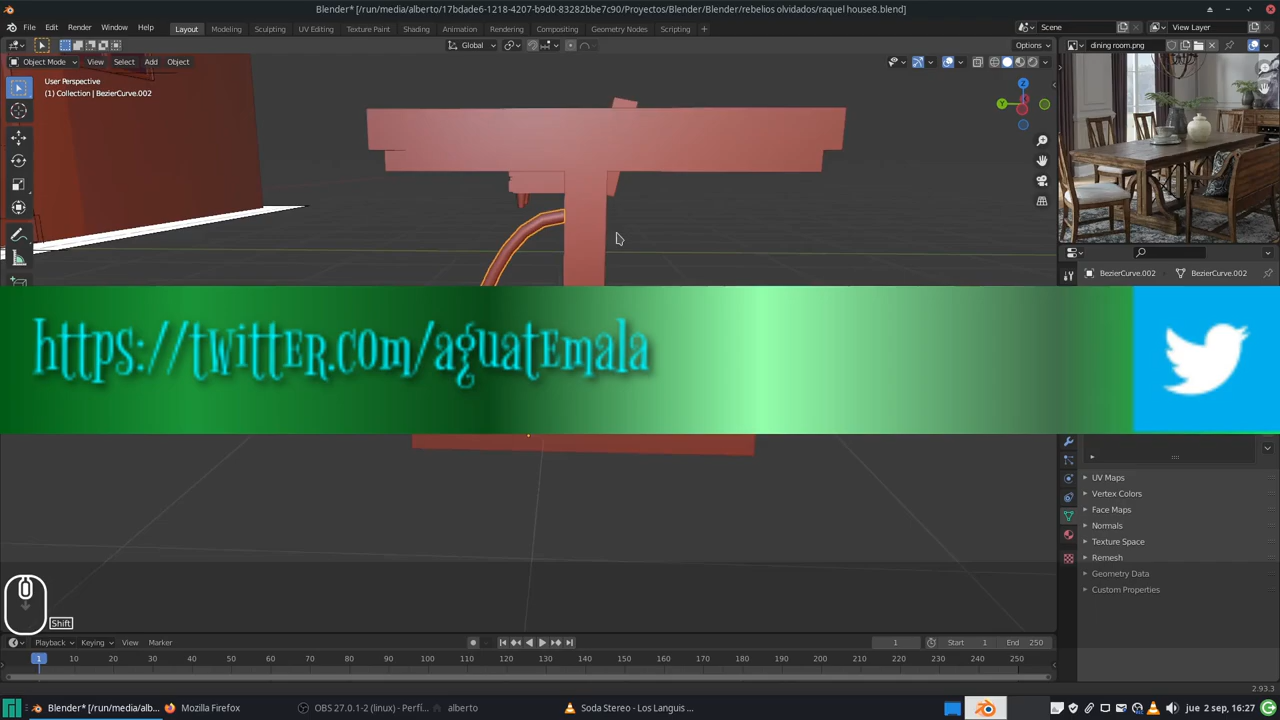 Blender* [/run/media/alberto/17bdade6-1218-4207-b9d0-83282bbe7c90/Proyectos/Blender/Blender/rebelios olvidados/raquel house8.blend]
File Edit Render Window Help Layout Modeling Sculpting UV Editing Texture Paint Shading Animation Rendering Compositing Geometry Nodes Scripting + Scene View Layer
Global Options dining room.png
Object Mode View Select Add Object
User Perspective
(1) Collection | BezierCurve.002
Z
Y
BezierCurve.002 BezierCurve.002
https://twitter.com/aguatemala
UV Maps
Vertex Colors
Face Maps
Normals
Texture Space
Remesh
Geometry Data
Custom Properties
Shift
Playback Keying View Marker 1 Start 1 End 250
1 10 20 30 40 50 60 70 80 90 100 110 120 130 140 150 160 170 180 190 200 210 220 230 240 250
2.93.3
Blender* [/run/media/alb... Mozilla Firefox OBS 27.0.1-2 (linux) - Perfi... alberto Soda Stereo - Los Languis ... jue 2 sep, 16:27